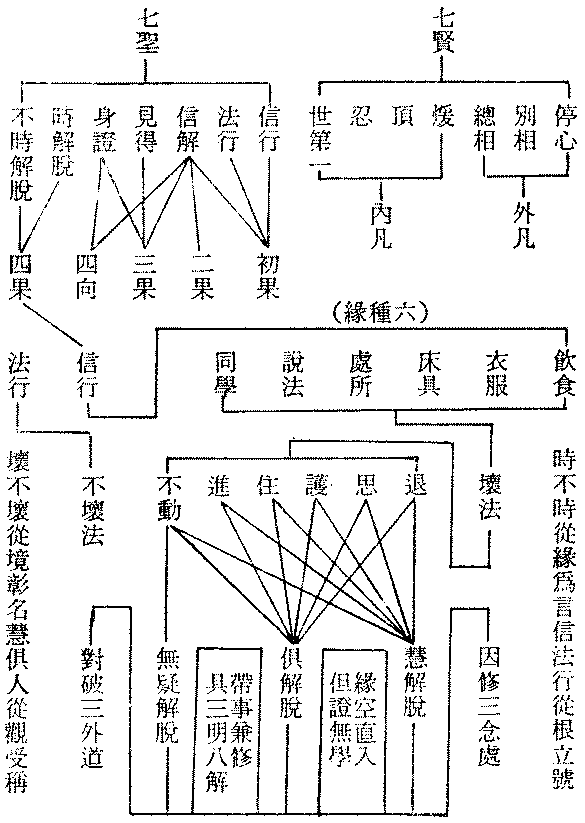 七賢
停心
別相
總相
煖
頂
忍
世第一
外凡
內凡
七聖
信行
法行
信解
見得
身證
時解脫
不時解脫
初果
二果
三果
四向
四果
(緣種六)
飲食
衣服
床具
處所
說法
同學
信行
法行
時不時從緣為言信法行從根立號
壞法
退
思
護
住
進
不動
不壞法
因修三念處
慧解脫
緣空直入
但證無學
俱解脫
帶事兼修
具三明八解
無疑解脫
對破三外道
壞不壞從境彰名慧俱人從觀受稱